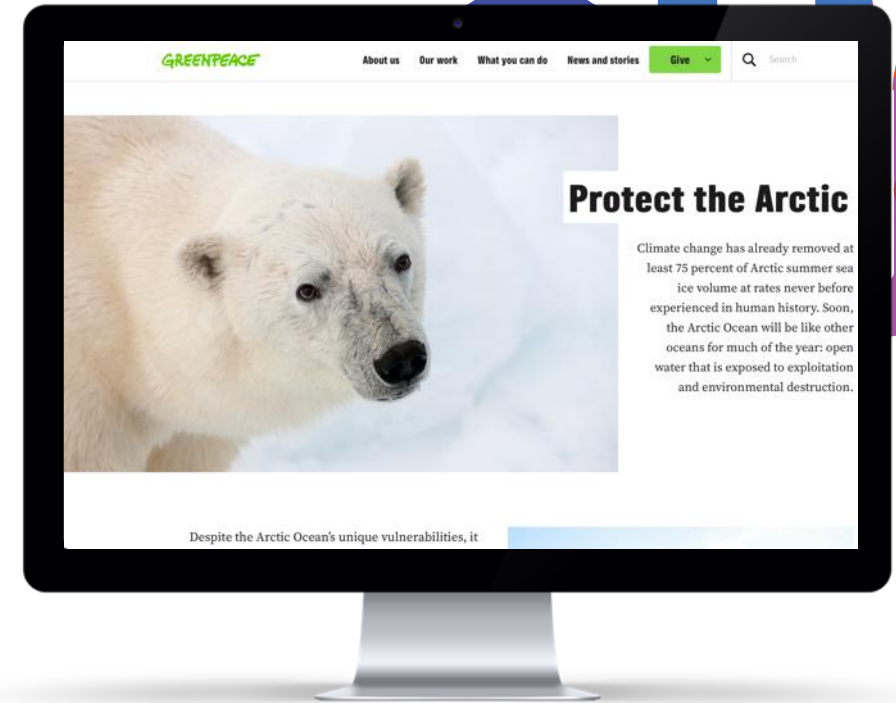 GREENPEACE
About us Our work What you can do News and stories Give Search
Protect the Arctic
Climate change has already removed at
least 75 percent of Arctic summer sea
ice volume at rates never before
experienced in human history. Soon,
the Arctic Ocean will be like other
oceans for much of the year: open
water that is exposed to exploitation
and environmental destruction.
Despite the Arctic Ocean's unique vulnerabilities, it